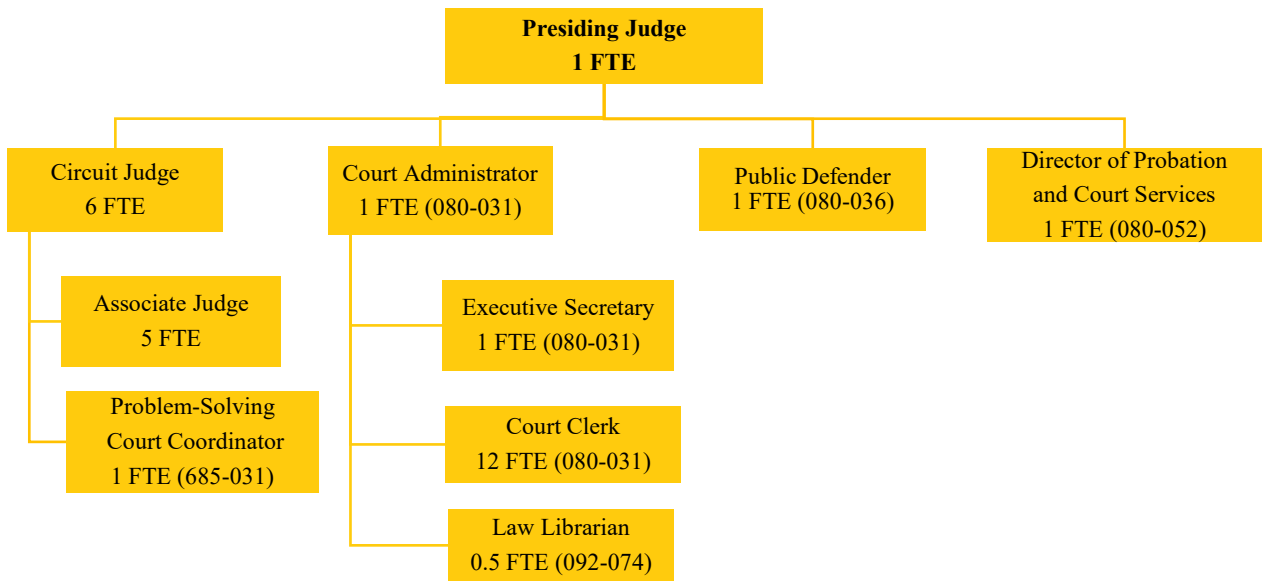 Presiding Judge
1 FTE
Circuit Judge
6 FTE
Court Administrator
1 FTE (080-031)
Public Defender
1 FTE (080-036)
Director of Probation
and Court Services
1 FTE (080-052)
Associate Judge
5 FTE
Problem-Solving
Court Coordinator
1 FTE (685-031)
Executive Secretary
1 FTE (080-031)
Court Clerk
12 FTE (080-031)
Law Librarian
0.5 FTE (092-074)